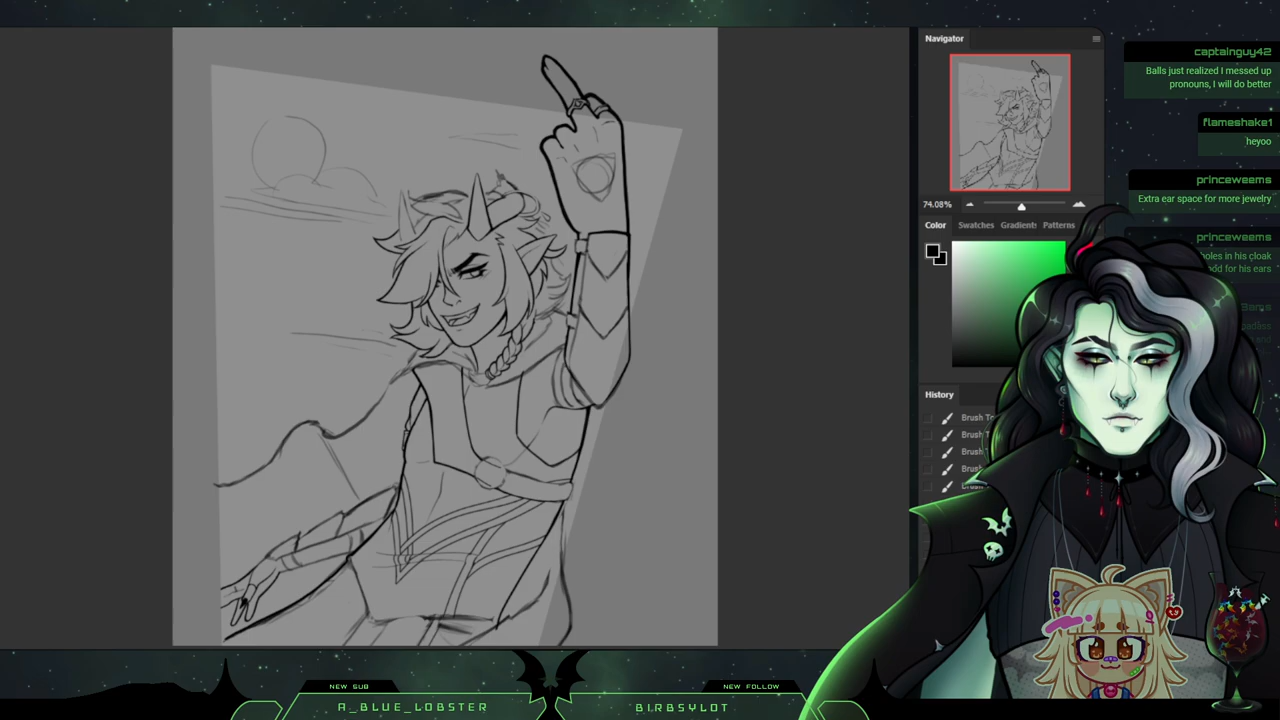 Navigator
74.08%
Color
Swatches
Gradients
Patterns
History
Brush
Brush
Brush
Brush
Brush
captainguy42
Balls just realized I messed up
pronouns, I will do better
flameshake1
heyoo
princeweems
Extra ear space for more jewelry
princeweems
holes in his cloak
for his ears
NEW SUB
A_BLUE_LOBSTER
NEW FOLLOW
BIRBSYLOT